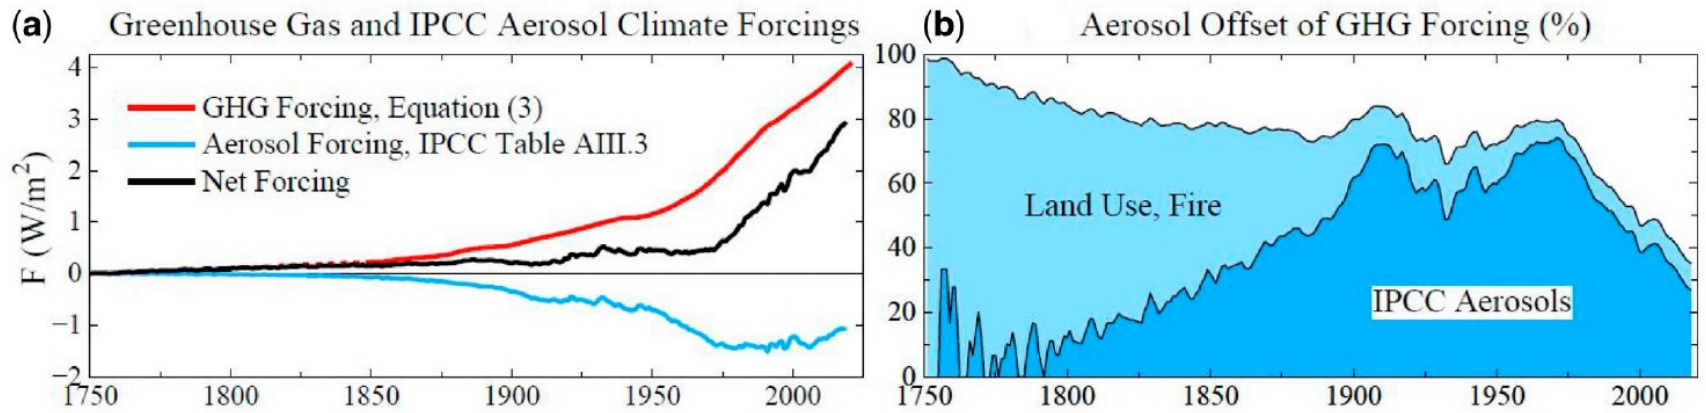 (a) Greenhouse Gas and IPCC Aerosol Climate Forcings
4
3
2
1
0
−1
−2
F (W/m²)
GHG Forcing, Equation (3)
Aerosol Forcing, IPCC Table AIII.3
Net Forcing
1750 1800 1850 1900 1950 2000
(b) Aerosol Offset of GHG Forcing (%)
100
80
60
40
20
0
Land Use, Fire
IPCC Aerosols
1750 1800 1850 1900 1950 2000